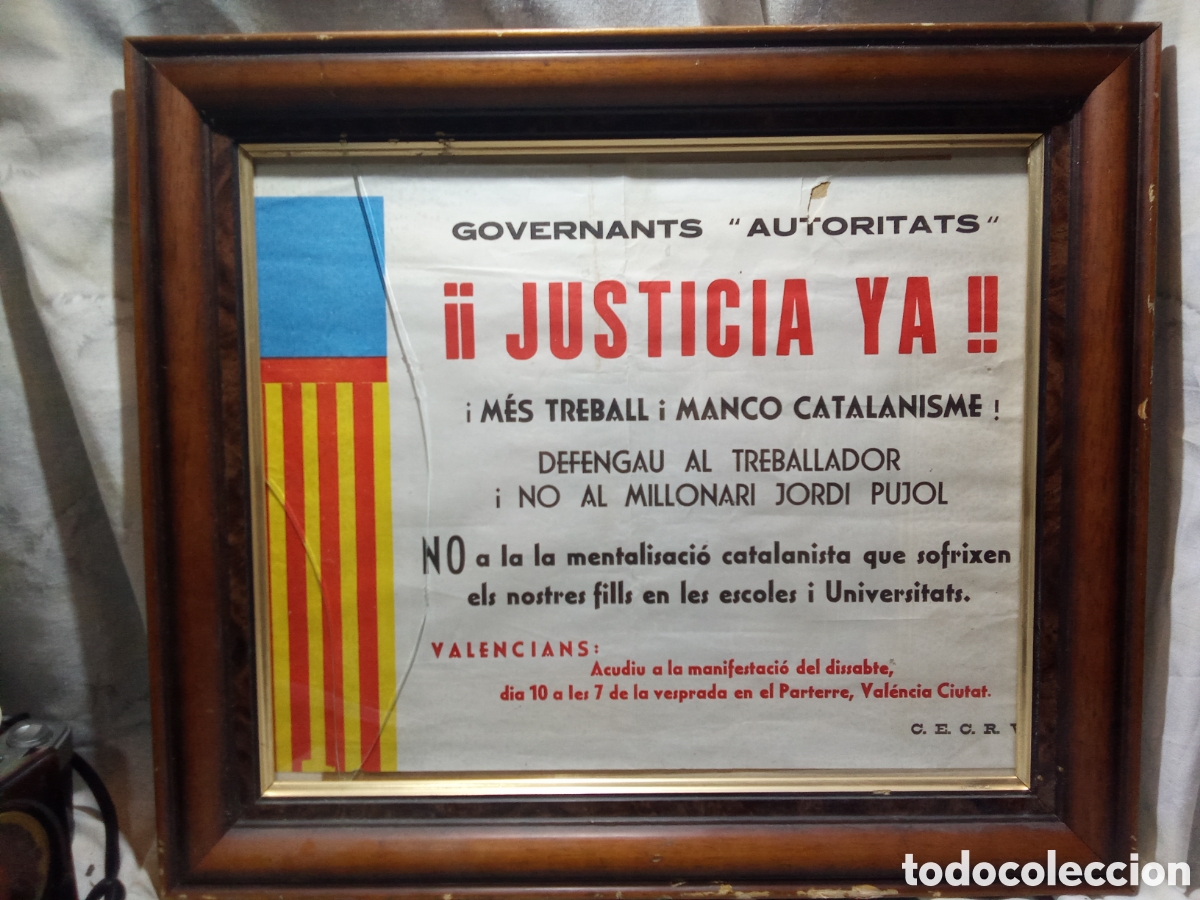 GOVERNANTS "AUTORITATS"
¡¡ JUSTICIA YA !!
¡ MÉS TREBALL i MANCO CATALANISME !
DEFENGAU AL TREBALLADOR
i NO AL MILLONARI JORDI PUJOL
NO a la la mentalisació catalanista que sofrixen
els nostres fills en les escoles i Universitats.
VALENCIANS:
Acudiu a la manifestació del dissabte,
dia 10 a les 7 de la vesprada en el Parterre, Valéncia Ciutat.
C. E. C. R.
todocoleccion